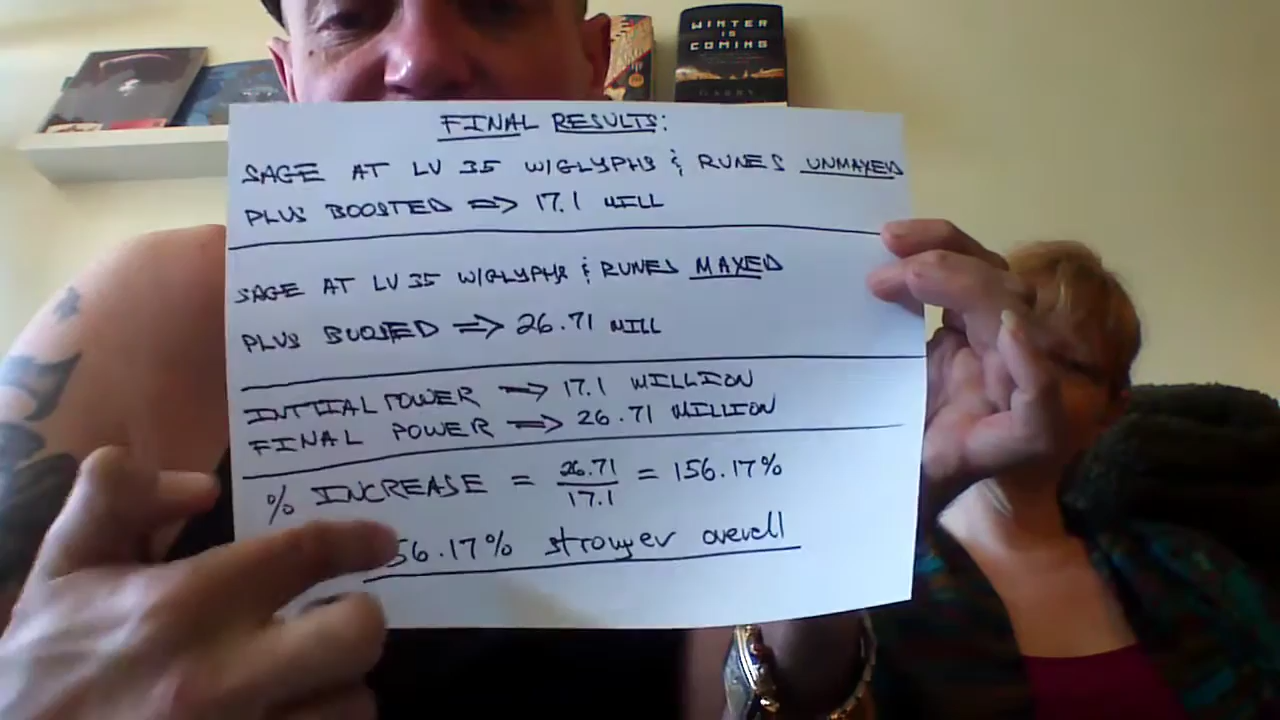 WINTER
IS
COMING
FINAL RESULTS:
SAGE AT LV 35 W/GLYPHS & RUNES UNMAXED
PLUS BOOSTED => 17.1 MILL
SAGE AT LV 35 W/GLYPHS & RUNES MAXED
PLUS BOOSTED => 26.71 MILL
INITIAL POWER => 17.1 MILLION
FINAL POWER => 26.71 MILLION
% INCREASE = 26.71/17.1 = 156.17%
56.17% stronger overall